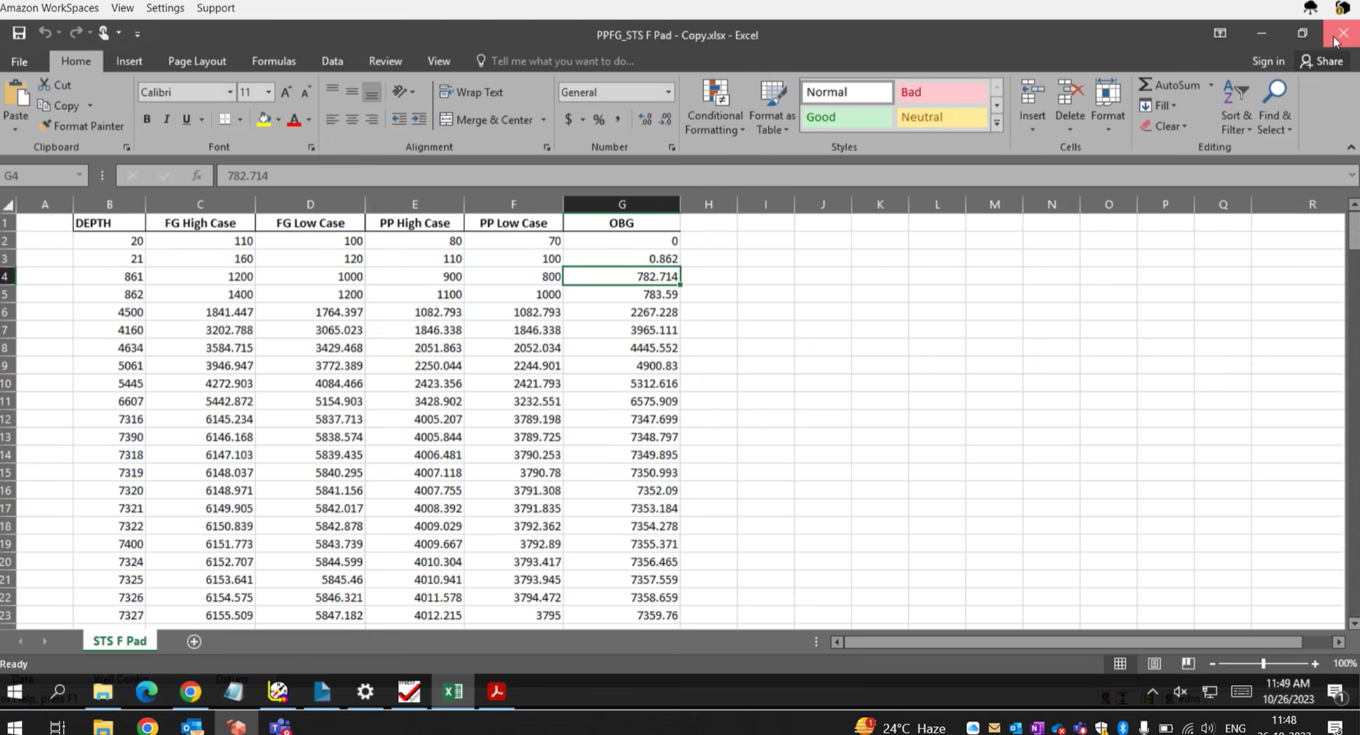 Amazon WorkSpaces View Settings Support
PPFG_STS F Pad - Copy.xlsx - Excel
File Home Insert Page Layout Formulas Data Review View Tell me what you want to do... Sign in Share
Cut
Copy
Format Painter
Paste
Clipboard
Calibri 11 A A
B I U A
Font
Wrap Text
Merge & Center
Alignment
General
$ % ,
Number
Conditional Formatting
Format as Table
Normal Bad
Good Neutral
Styles
Insert Delete Format
Cells
AutoSum
Fill
Clear
Sort & Filter
Find & Select
Editing
G4 fx 782.714
A B C D E F G H I J K L M N O P Q R
1 DEPTH FG High Case FG Low Case PP High Case PP Low Case OBG
2 20 110 100 80 70 0
3 21 160 120 110 100 0.862
4 861 1200 1000 900 800 782.714
5 862 1400 1200 1100 1000 783.59
6 4500 1841.447 1764.397 1082.793 1082.793 2267.228
7 4160 3202.788 3065.023 1846.338 1846.338 3965.111
8 4634 3584.715 3429.468 2051.863 2052.034 4445.552
9 5061 3946.947 3772.389 2250.044 2244.901 4900.83
10 5445 4272.903 4084.466 2423.356 2421.793 5312.616
11 6607 5442.872 5154.903 3428.902 3232.551 6575.909
12 7316 6145.234 5837.713 4005.207 3789.198 7347.699
13 7390 6146.168 5838.574 4005.844 3789.725 7348.797
14 7318 6147.103 5839.435 4006.481 3790.253 7349.895
15 7319 6148.037 5840.295 4007.118 3790.78 7350.993
16 7320 6148.971 5841.156 4007.755 3791.308 7352.09
17 7321 6149.905 5842.017 4008.392 3791.835 7353.184
18 7322 6150.839 5842.878 4009.029 3792.362 7354.278
19 7400 6151.773 5843.739 4009.667 3792.89 7355.371
20 7324 6152.707 5844.599 4010.304 3793.417 7356.465
21 7325 6153.641 5845.46 4010.941 3793.945 7357.559
22 7326 6154.575 5846.321 4011.578 3794.472 7358.659
23 7327 6155.509 5847.182 4012.215 3795 7359.76
STS F Pad
Ready 100%
11:49 AM
10/26/2023
24°C Haze ENG 11:48